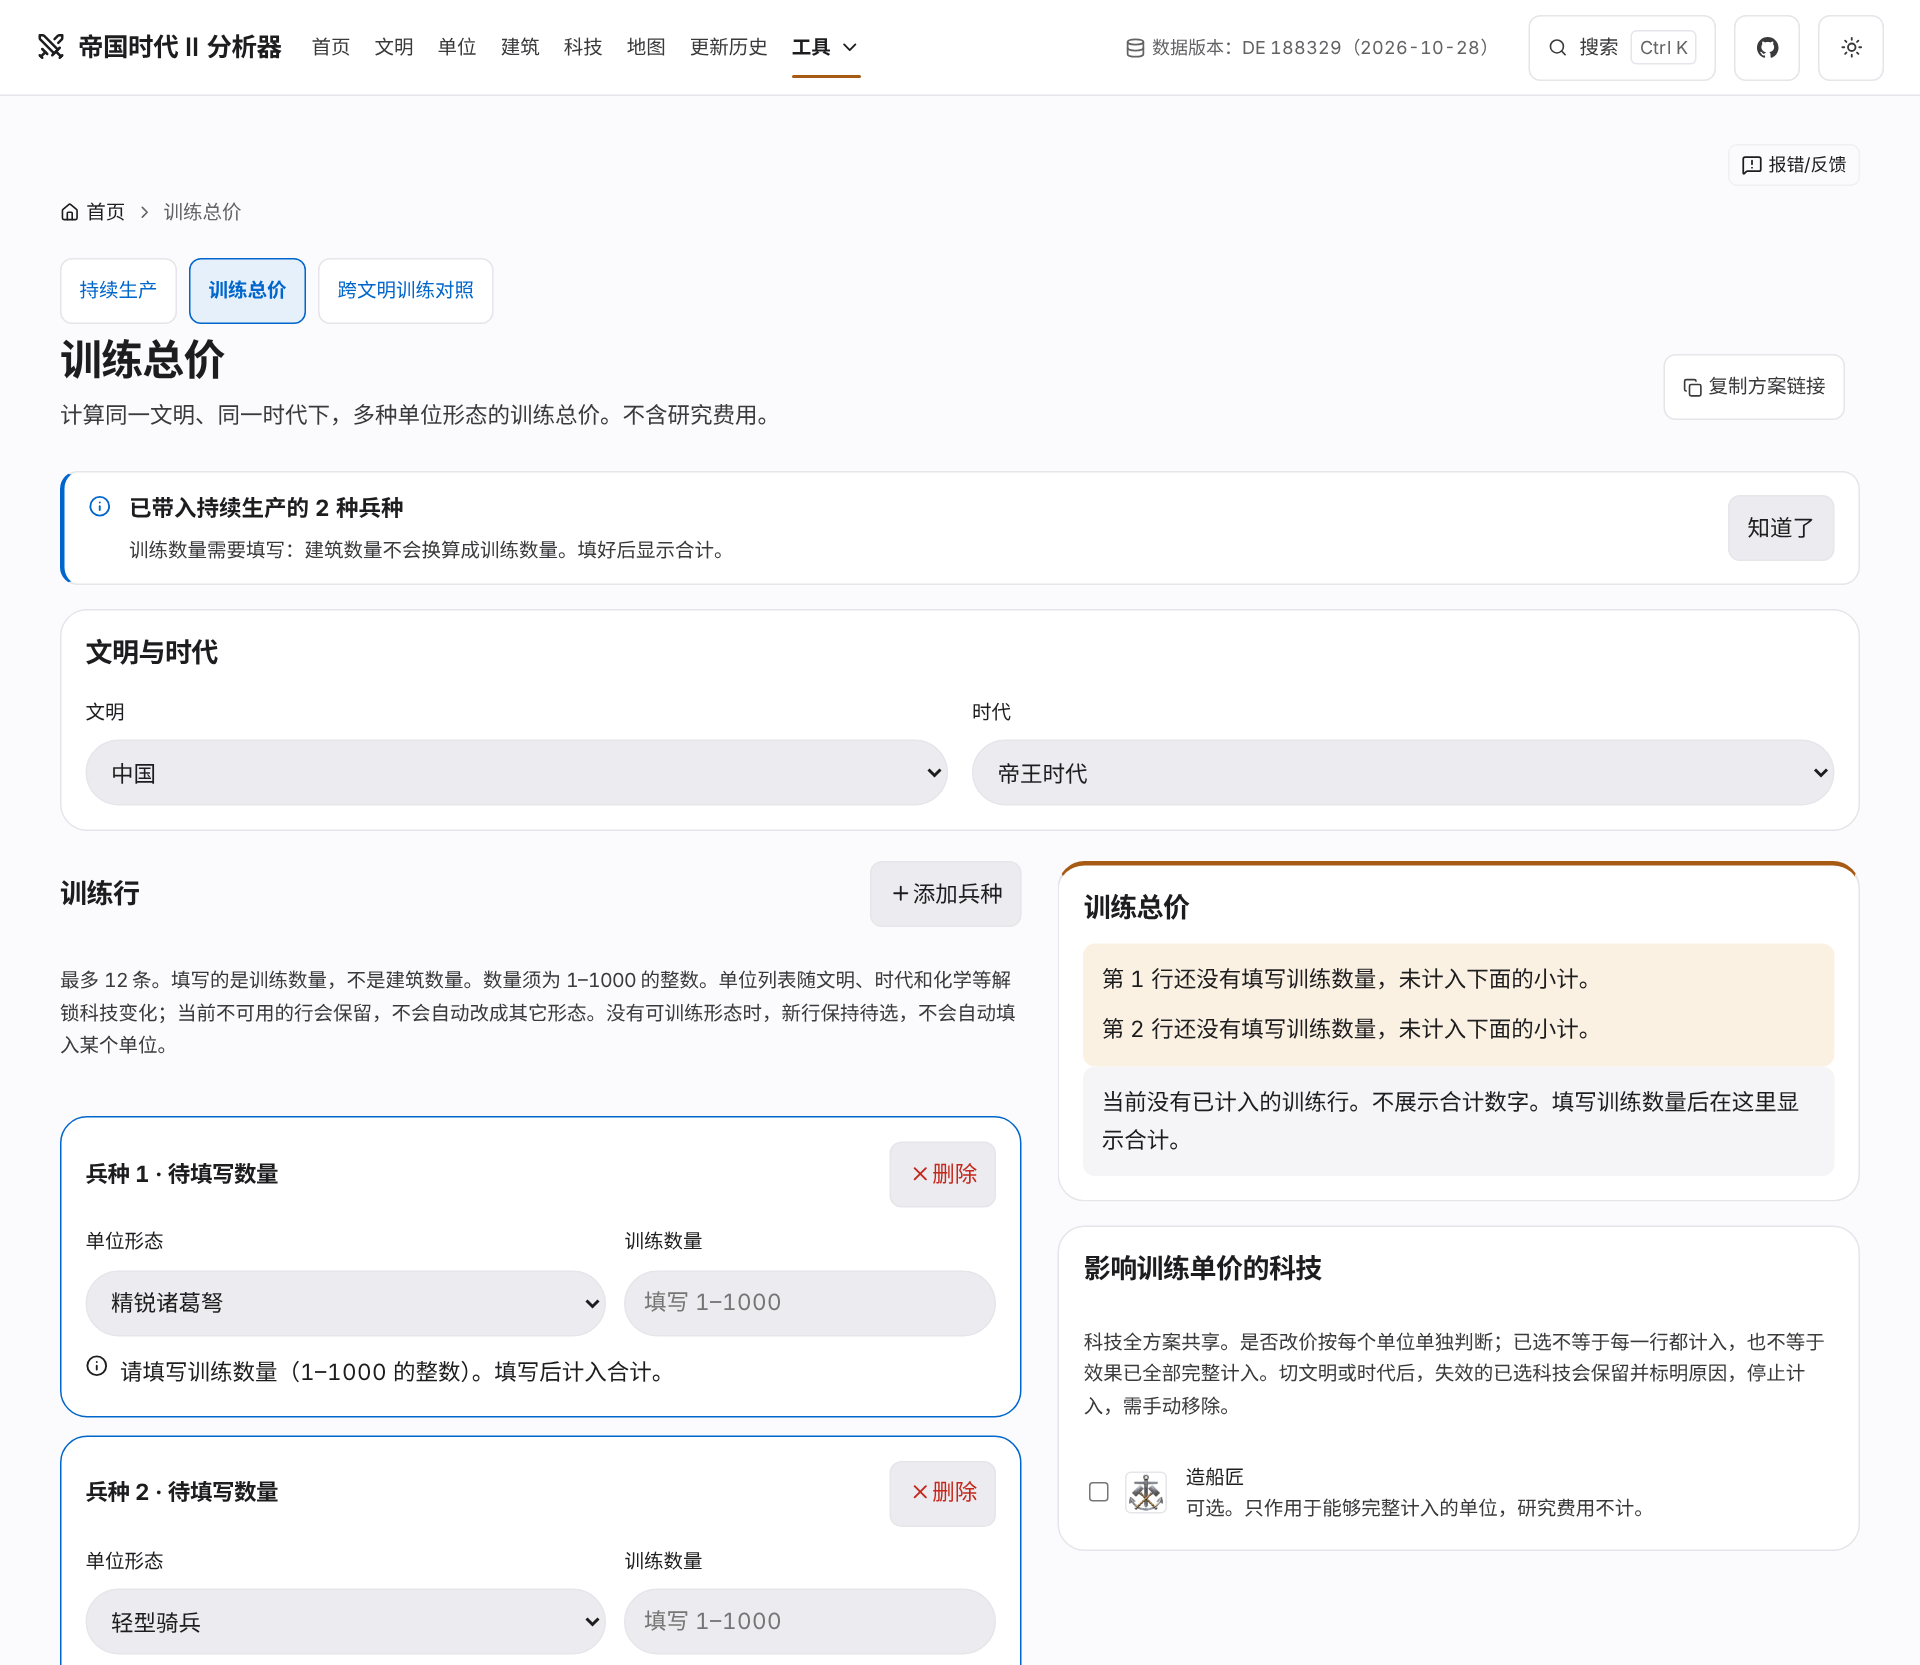 帝国时代 II 分析器
首页
文明
单位
建筑
科技
地图
更新历史
工具
数据版本：DE 188329（2026-10-28）
搜索
Ctrl K
报错/反馈
首页
训练总价
持续生产
训练总价
跨文明训练对照
训练总价
计算同一文明、同一时代下，多种单位形态的训练总价。不含研究费用。
复制方案链接
已带入持续生产的 2 种兵种
训练数量需要填写：建筑数量不会换算成训练数量。填好后显示合计。
知道了
文明与时代
文明
中国
时代
帝王时代
训练行
添加兵种
最多 12 条。填写的是训练数量，不是建筑数量。数量须为 1–1000 的整数。单位列表随文明、时代和化学等解
锁科技变化；当前不可用的行会保留，不会自动改成其它形态。没有可训练形态时，新行保持待选，不会自动填
入某个单位。
兵种 1 · 待填写数量
删除
单位形态
训练数量
精锐诸葛弩
填写 1–1000
请填写训练数量（1–1000 的整数）。填写后计入合计。
兵种 2 · 待填写数量
删除
单位形态
训练数量
轻型骑兵
填写 1–1000
训练总价
第 1 行还没有填写训练数量，未计入下面的小计。
第 2 行还没有填写训练数量，未计入下面的小计。
当前没有已计入的训练行。不展示合计数字。填写训练数量后在这里显
示合计。
影响训练单价的科技
科技全方案共享。是否改价按每个单位单独判断；已选不等于每一行都计入，也不等于
效果已全部完整计入。切文明或时代后，失效的已选科技会保留并标明原因，停止计
入，需手动移除。
造船匠
可选。只作用于能够完整计入的单位，研究费用不计。